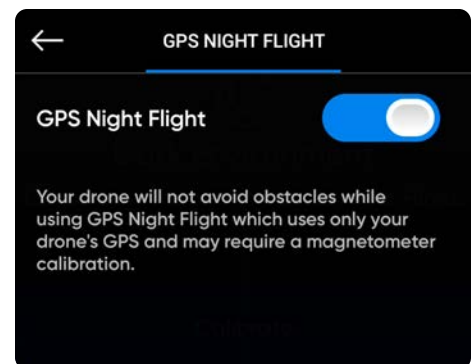 GPS NIGHT FLIGHT
GPS Night Flight
Your drone will not avoid obstacles while
using GPS Night Flight which uses only your
drone's GPS and may require a magnetometer
calibration.
Calibrate